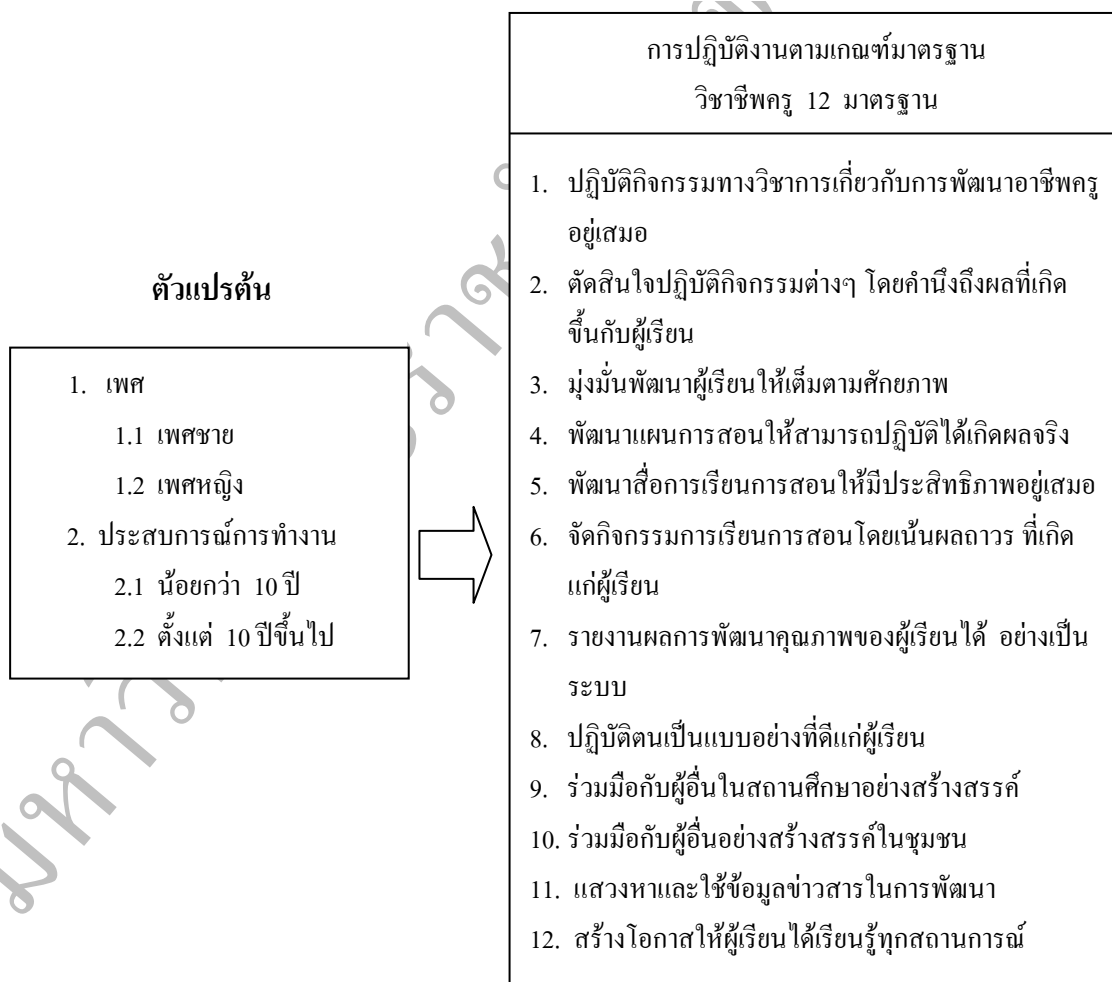 ตัวแปรต้น
1. เพศ
1.1 เพศชาย
1.2 เพศหญิง
2. ประสบการณ์การทำงาน
2.1 น้อยกว่า 10 ปี
2.2 ตั้งแต่ 10 ปีขึ้นไป
การปฏิบัติงานตามเกณฑ์มาตรฐาน
วิชาชีพครู 12 มาตรฐาน
1. ปฏิบัติกิจกรรมทางวิชาการเกี่ยวกับการพัฒนาอาชีพครู
อยู่เสมอ
2. ตัดสินใจปฏิบัติกิจกรรมต่างๆ โดยคำนึงถึงผลที่เกิด
ขึ้นกับผู้เรียน
3. มุ่งมั่นพัฒนาผู้เรียนให้เต็มตามศักยภาพ
4. พัฒนาแผนการสอนให้สามารถปฏิบัติได้เกิดผลจริง
5. พัฒนาสื่อการเรียนการสอนให้มีประสิทธิภาพอยู่เสมอ
6. จัดกิจกรรมการเรียนการสอนโดยเน้นผลถาวร ที่เกิด
แก่ผู้เรียน
7. รายงานผลการพัฒนาคุณภาพของผู้เรียนได้ อย่างเป็น
ระบบ
8. ปฏิบัติตนเป็นแบบอย่างที่ดีแก่ผู้เรียน
9. ร่วมมือกับผู้อื่นในสถานศึกษาอย่างสร้างสรรค์
10. ร่วมมือกับผู้อื่นอย่างสร้างสรรค์ในชุมชน
11. แสวงหาและใช้ข้อมูลข่าวสารในการพัฒนา
12. สร้างโอกาสให้ผู้เรียนได้เรียนรู้ทุกสถานการณ์